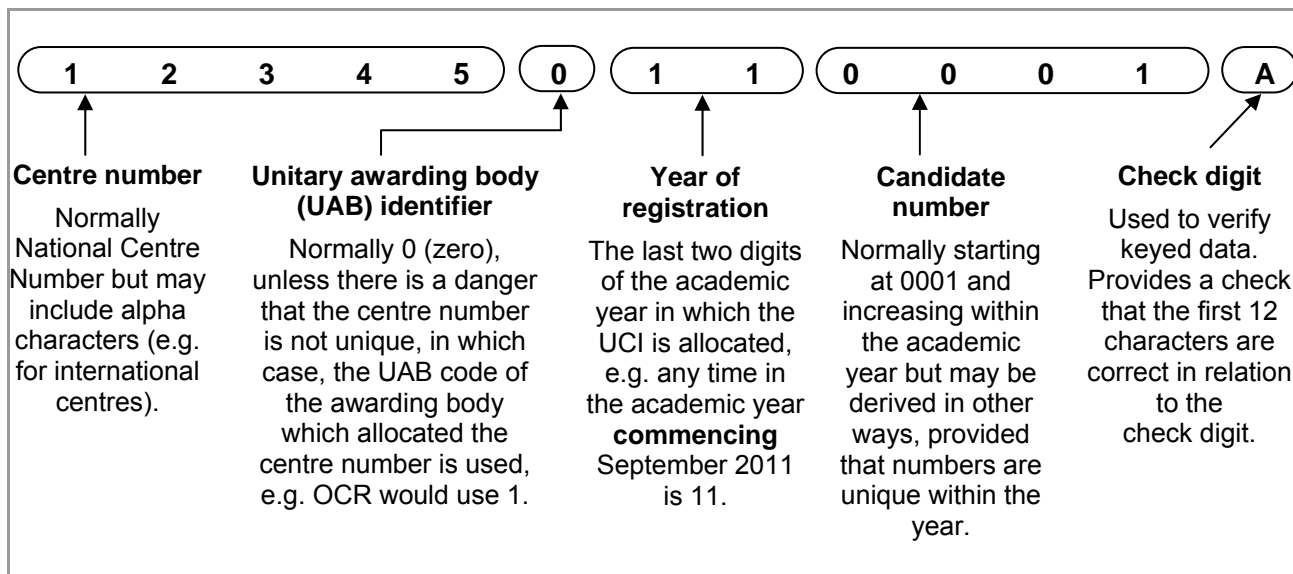 1 2 3 4 5 0 1 1 0 0 0 1 A
Centre number
Normally
National Centre
Number but may
include alpha
characters (e.g.
for international
centres).
Unitary awarding body
(UAB) identifier
Normally 0 (zero),
unless there is a danger
that the centre number
is not unique, in which
case, the UAB code of
the awarding body
which allocated the
centre number is used,
e.g. OCR would use 1.
Year of
registration
The last two digits
of the academic
year in which the
UCI is allocated,
e.g. any time in
the academic year
commencing
September 2011
is 11.
Candidate
number
Normally starting
at 0001 and
increasing within
the academic
year but may be
derived in other
ways, provided
that numbers are
unique within the
year.
Check digit
Used to verify
keyed data.
Provides a check
that the first 12
characters are
correct in relation
to the
check digit.